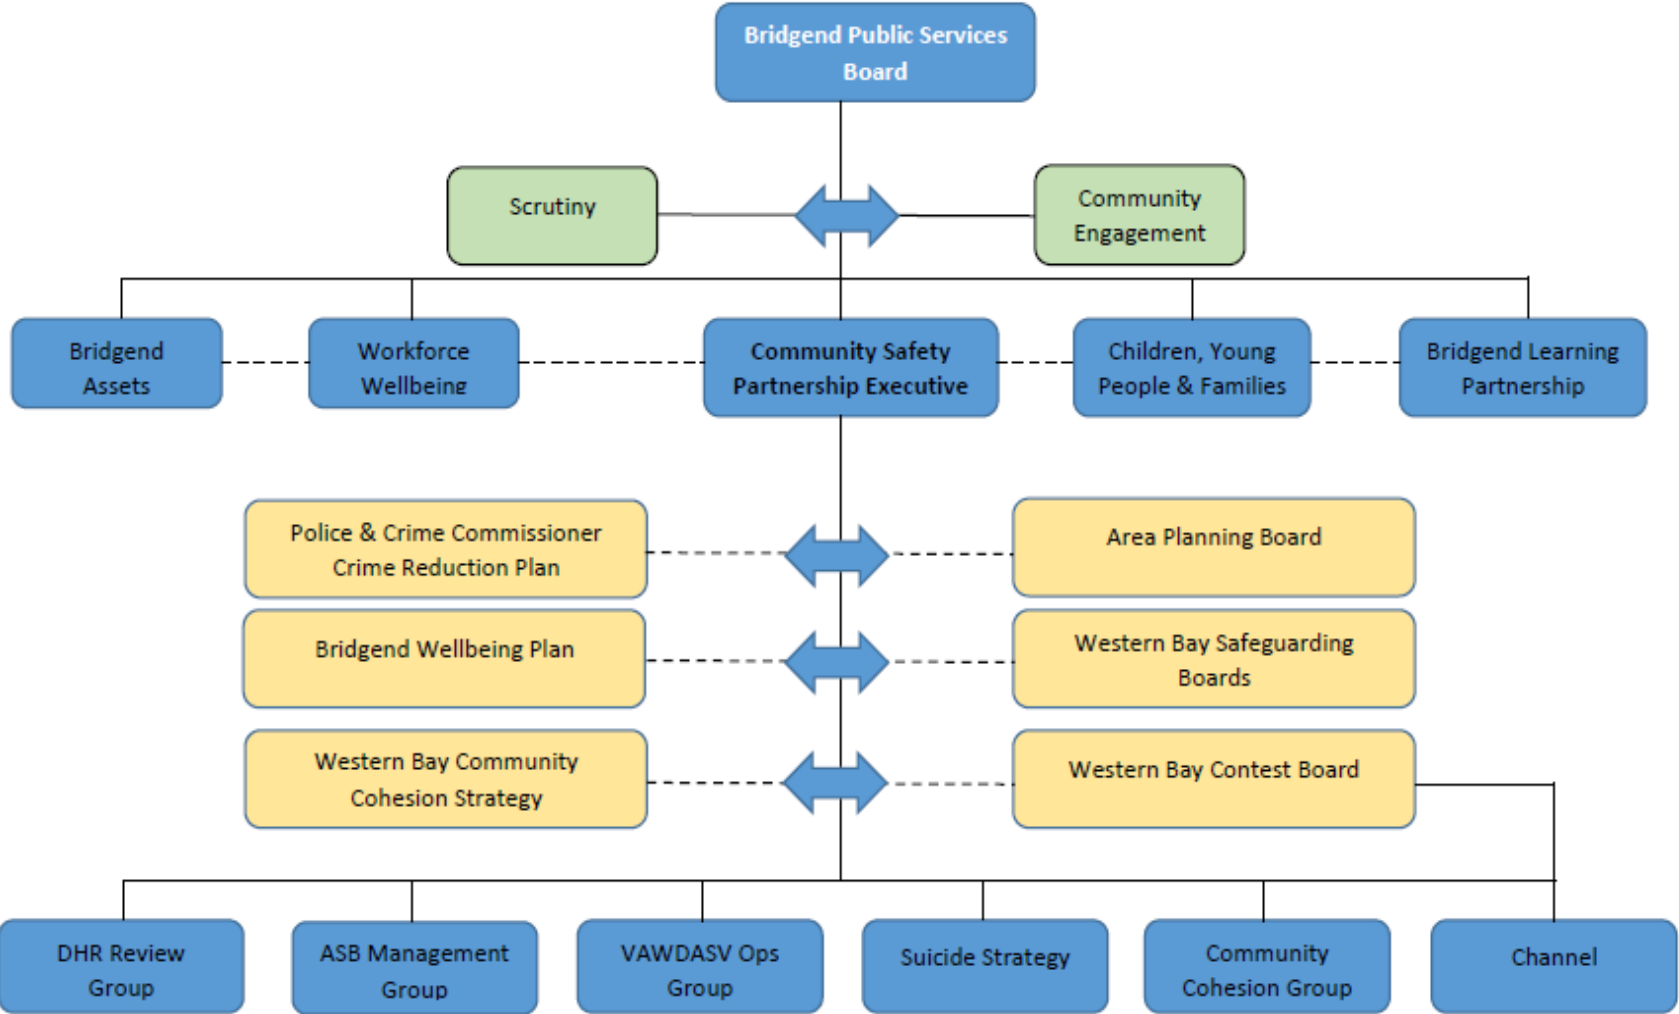 Bridgend Public Services
Board
Scrutiny
Community
Engagement
Bridgend
Assets
Workforce
Wellbeing
Community Safety
Partnership Executive
Children, Young
People & Families
Bridgend Learning
Partnership
Police & Crime Commissioner
Crime Reduction Plan
Area Planning Board
Bridgend Wellbeing Plan
Western Bay Safeguarding
Boards
Western Bay Community
Cohesion Strategy
Western Bay Contest Board
DHR Review
Group
ASB Management
Group
VAWDASV Ops
Group
Suicide Strategy
Community
Cohesion Group
Channel